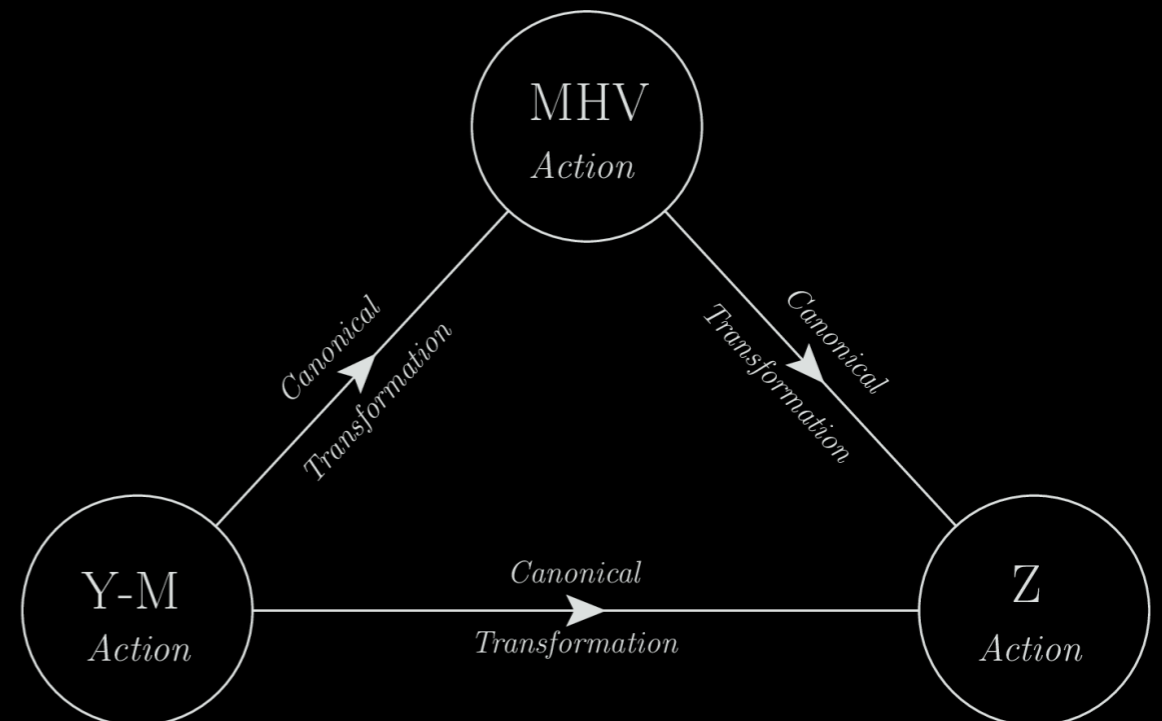 MHV
Action
Canonical
Transformation
Canonical
Transformation
Y-M
Action
Canonical
Transformation
Z
Action